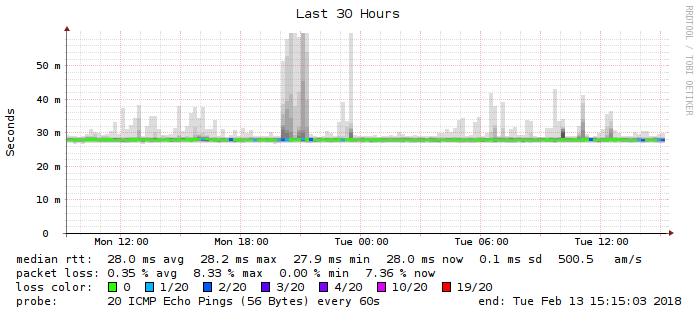 Last 30 Hours
RRDTOOL / TOBI OETIKER
Seconds
50 m
40 m
30 m
20 m
10 m
0
Mon 12:00 Mon 18:00 Tue 00:00 Tue 06:00 Tue 12:00
median rtt: 28.0 ms avg 28.2 ms max 27.9 ms min 28.0 ms now 0.1 ms sd 500.5 am/s
packet loss: 0.35 % avg 8.33 % max 0.00 % min 7.36 % now
loss color: 0 1/20 2/20 3/20 4/20 10/20 19/20
probe: 20 ICMP Echo Pings (56 Bytes) every 60s end: Tue Feb 13 15:15:03 2018